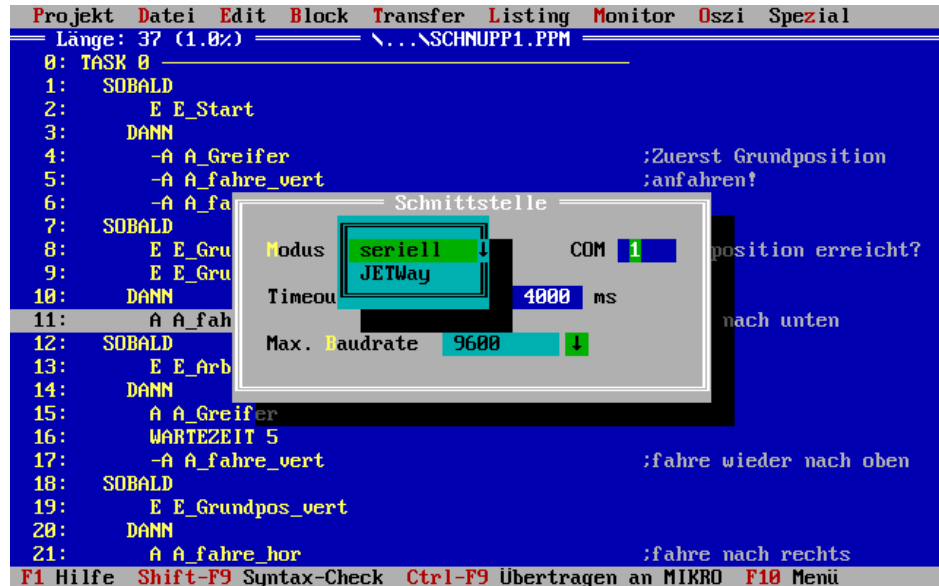 Projekt Datei Edit Block Transfer Listing Monitor Oszi Spezial
Länge: 37 (1.0%) \...\SCHNUPP1.PPM
0: TASK 0
1: SOBALD
2: E E_Start
3: DANN
4: -A A_Greifer ;Zuerst Grundposition
5: -A A_fahre_vert ;anfahren!
6: -A A_fa Schnittstelle
7: SOBALD
8: E E_Gru Modus seriell ↓ COM 1 position erreicht?
9: E E_Gru JETWay
10: DANN Timeou 4000 ms
11: A A_fah nach unten
12: SOBALD Max. Baudrate 9600 ↓
13: E E_Arb
14: DANN
15: A A_Greifer
16: WARTEZEIT 5
17: -A A_fahre_vert ;fahre wieder nach oben
18: SOBALD
19: E E_Grundpos_vert
20: DANN
21: A A_fahre_hor ;fahre nach rechts
F1 Hilfe Shift-F9 Syntax-Check Ctrl-F9 Übertragen an MIKRO F10 Menü